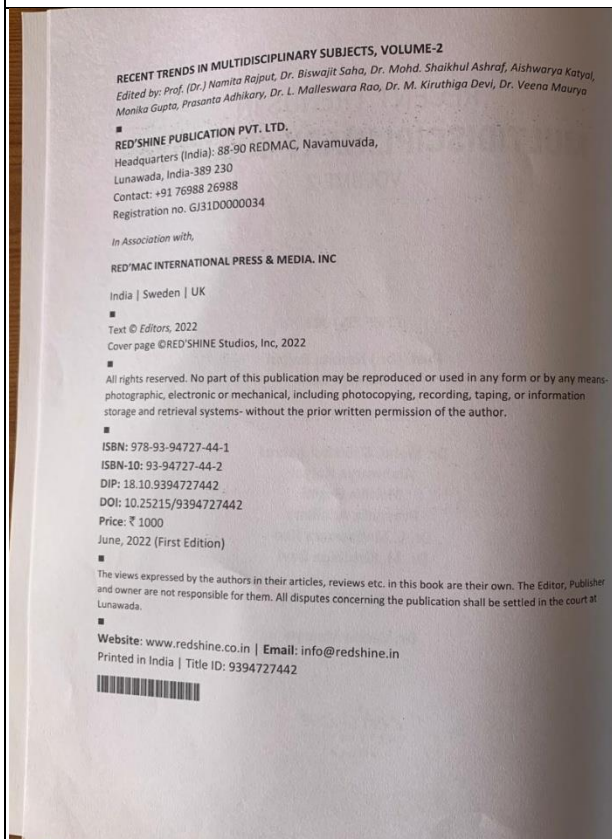 RECENT TRENDS IN MULTIDISCIPLINARY SUBJECTS, VOLUME-2
Edited by: Prof. (Dr.) Namita Rajput, Dr. Biswajit Saha, Dr. Mohd. Shaikhul Ashraf, Aishwarya Katyal,
Monika Gupta, Prasanta Adhikary, Dr. L. Malleswara Rao, Dr. M. Kiruthiga Devi, Dr. Veena Maurya
RED'SHINE PUBLICATION PVT. LTD.
Headquarters (India): 88-90 REDMAC, Navamuvada,
Lunawada, India-389 230
Contact: +91 76988 26988
Registration no. GJ31D0000034
In Association with,
RED'MAC INTERNATIONAL PRESS & MEDIA. INC
India | Sweden | UK
Text © Editors, 2022
Cover page ©RED'SHINE Studios, Inc, 2022
All rights reserved. No part of this publication may be reproduced or used in any form or by any means-
photographic, electronic or mechanical, including photocopying, recording, taping, or information
storage and retrieval systems- without the prior written permission of the author.
ISBN: 978-93-94727-44-1
ISBN-10: 93-94727-44-2
DIP: 18.10.9394727442
DOI: 10.25215/9394727442
Price: ₹ 1000
June, 2022 (First Edition)
The views expressed by the authors in their articles, reviews etc. in this book are their own. The Editor, Publisher
and owner are not responsible for them. All disputes concerning the publication shall be settled in the court at
Lunawada.
Website: www.redshine.co.in | Email: info@redshine.in
Printed in India | Title ID: 9394727442